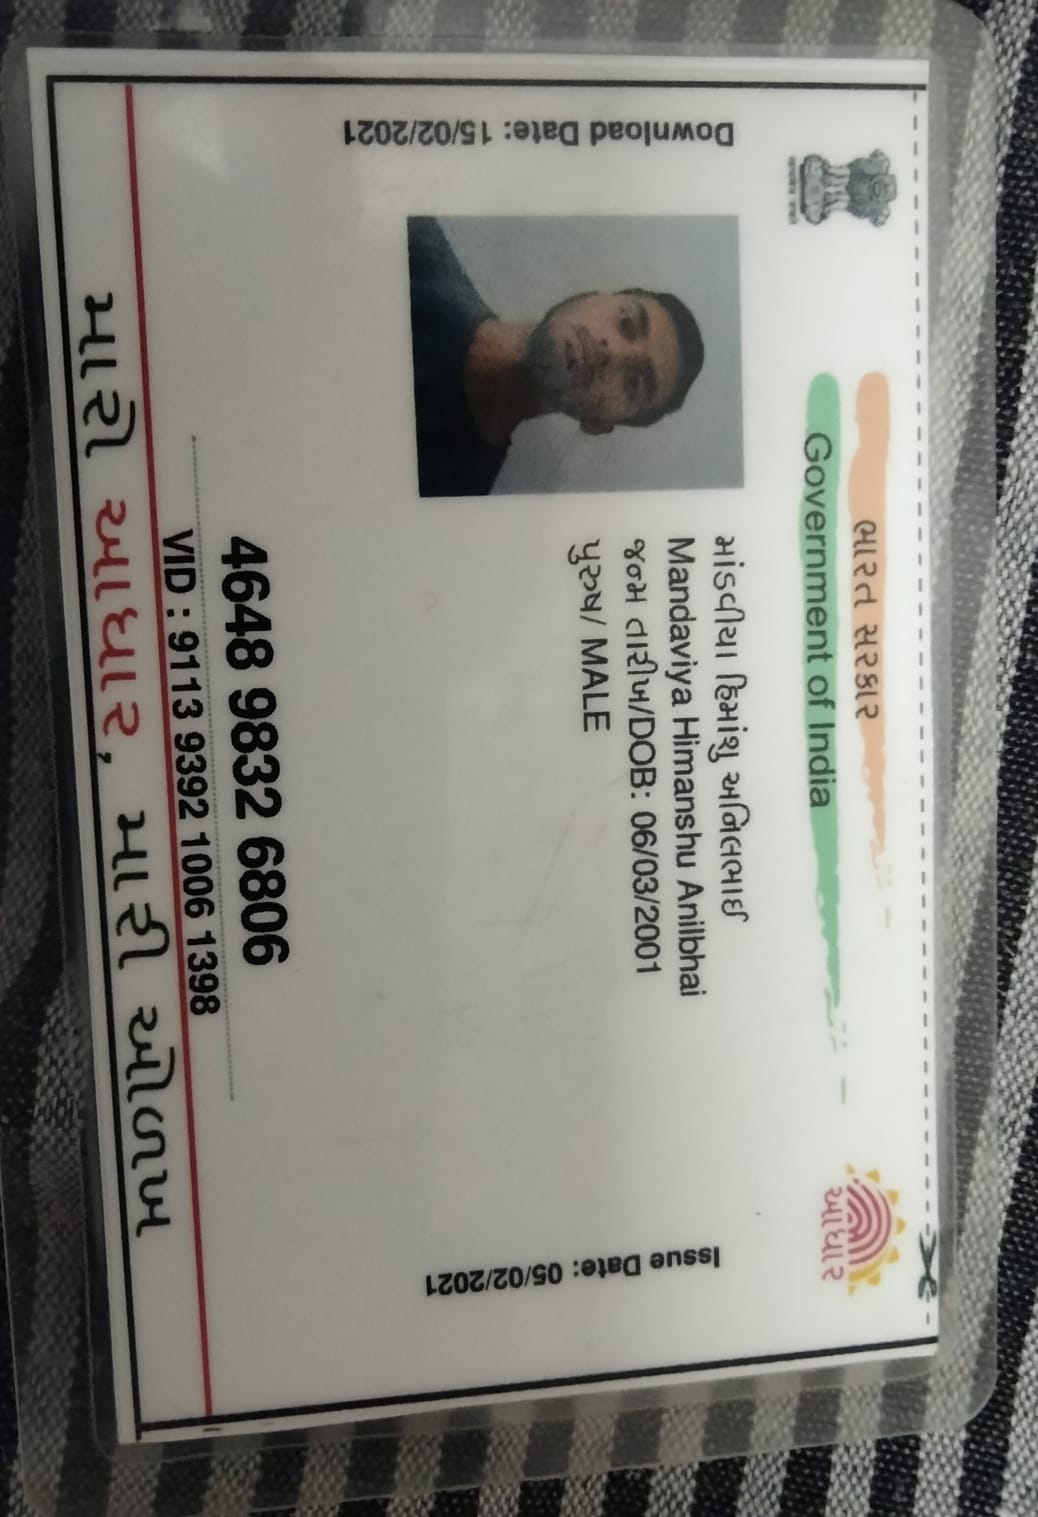 ભારત સરકાર
Government of India
Download Date: 15/02/2021
માંડવીયા હિમાંશુ અનિલભાઈ
Mandaviya Himanshu Anilbhai
જન્મ તારીખ/DOB: 06/03/2001
પુરુષ/ MALE
Issue Date: 05/02/2021
આધાર
4648 9832 6806
VID : 9113 9392 1006 1398
મારો આધાર, મારી ઓળખ